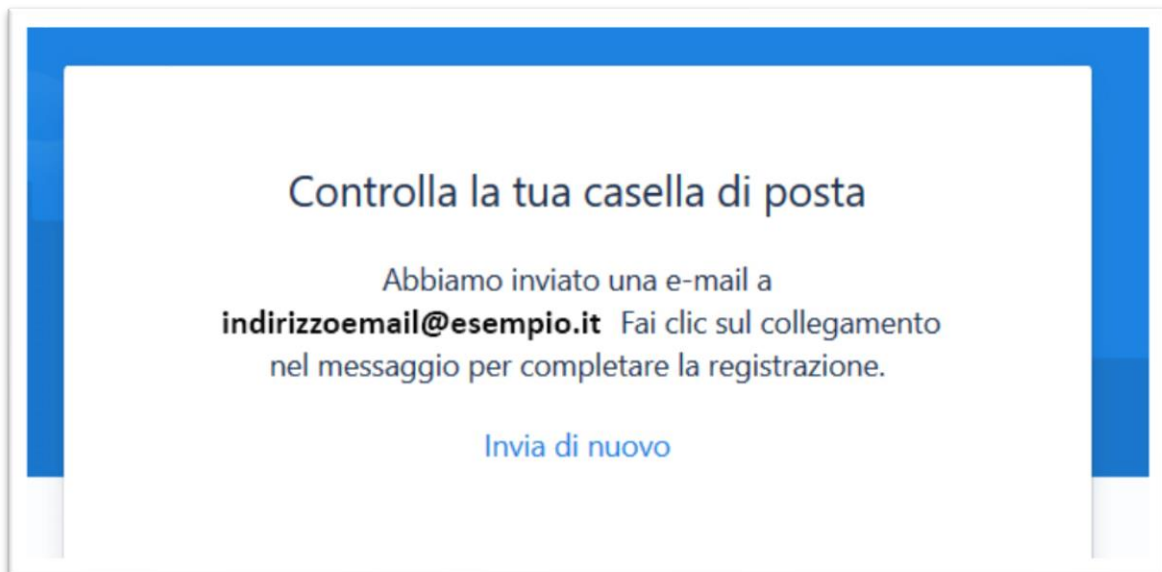 Controlla la tua casella di posta
Abbiamo inviato una e-mail a
indirizzoemail@esempio.it Fai clic sul collegamento
nel messaggio per completare la registrazione.
Invia di nuovo